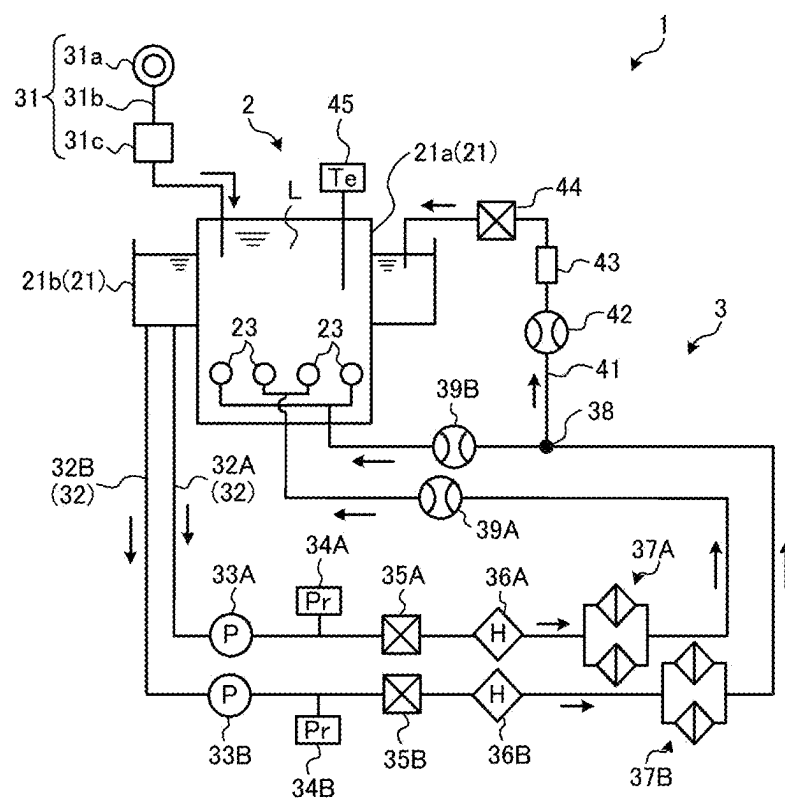 1
31a
31b
31
31c
2
45
Te
21a(21)
L
44
43
21b(21)
42
3
23
23
41
39B
38
32B
(32)
32A
(32)
39A
34A
Pr
33A
35A
36A
37A
P
H
P
H
Pr
33B
34B
35B
36B
37B